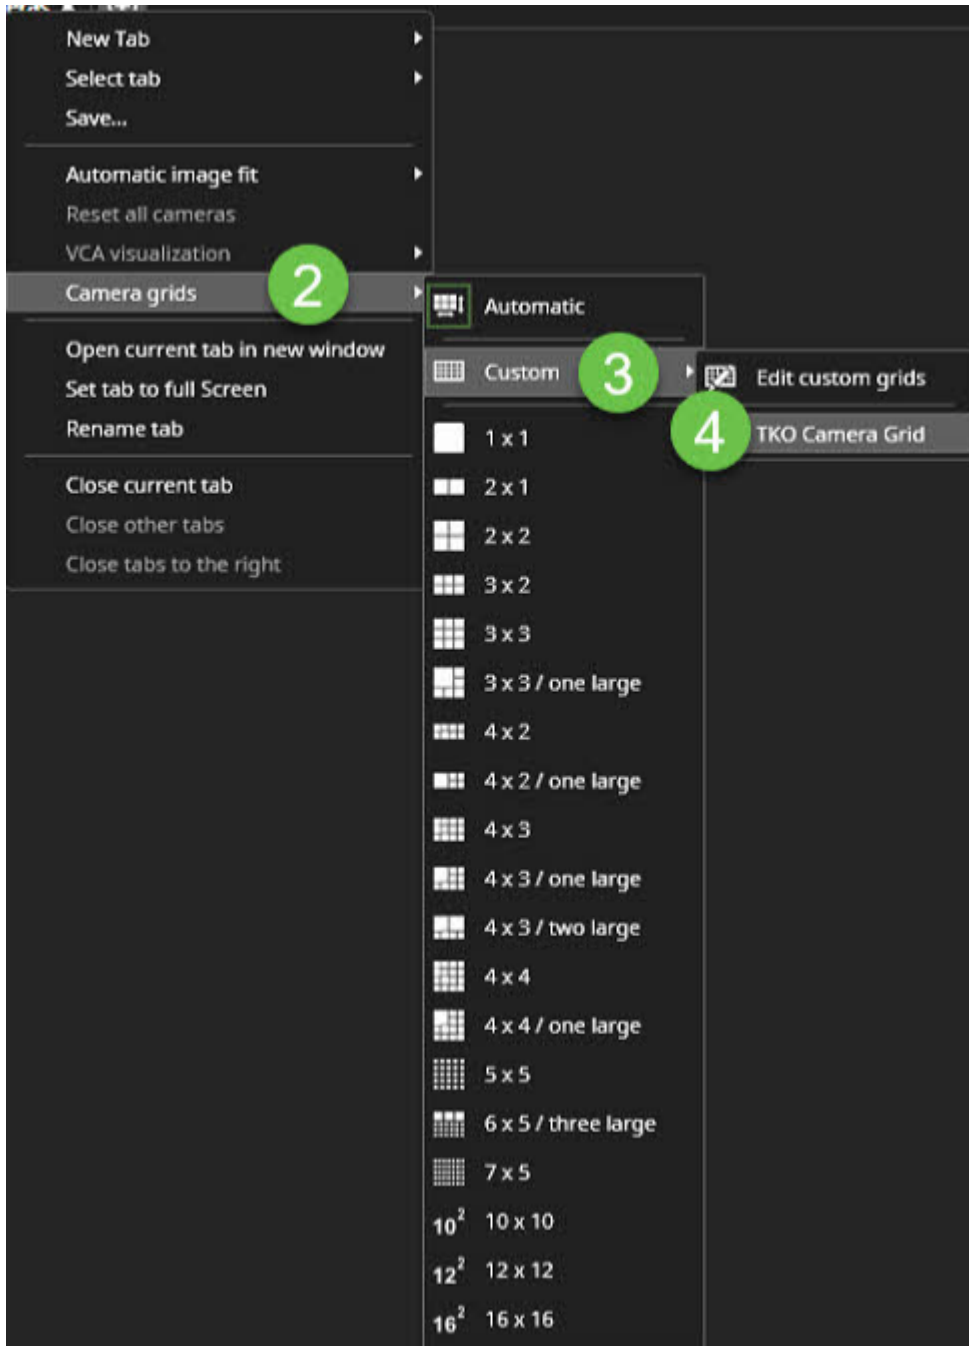 New Tab
Select tab
Save...
Automatic image fit
Reset all cameras
VCA visualization
Camera grids
2
Open current tab in new window
Set tab to full Screen
Rename tab
Close current tab
Close other tabs
Close tabs to the right
Automatic
Custom
3
1 x 1
2 x 1
2 x 2
3 x 2
3 x 3
3 x 3 / one large
4 x 2
4 x 2 / one large
4 x 3
4 x 3 / one large
4 x 3 / two large
4 x 4
4 x 4 / one large
5 x 5
6 x 5 / three large
7 x 5
10² 10 x 10
12² 12 x 12
16² 16 x 16
Edit custom grids
4
TKO Camera Grid